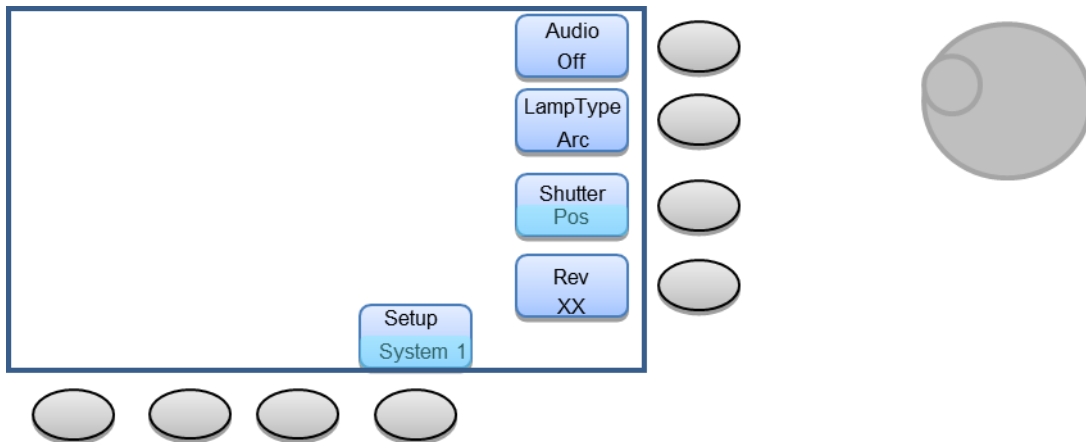 Audio
Off
LampType
Arc
Shutter
Pos
Rev
XX
Setup
System 1